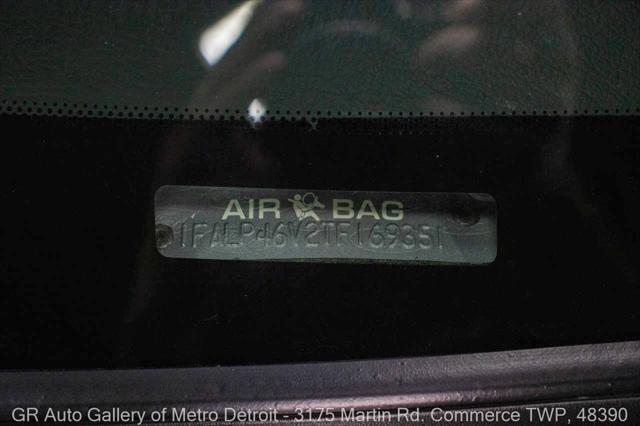 AIR BAG
1FALP46V2TF169351
GR Auto Gallery of Metro Detroit - 3175 Martin Rd. Commerce TWP, 48390